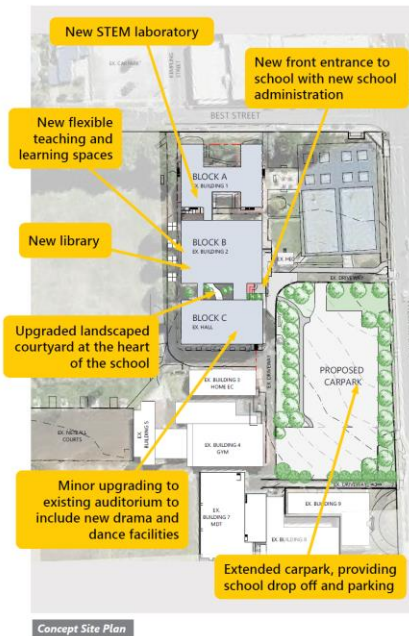 New STEM laboratory
EX. CARPARK
KEMPLING
STREET
New front entrance to
school with new school
administration
BEST STREET
New flexible
teaching and
learning spaces
BLOCK A
EX. BUILDING 1
New library
BLOCK B
EX. BUILDING 2
EX. DRIVEWAY
Upgraded landscaped
courtyard at the heart
of the school
BLOCK C
EX. HALL
EX. DRIVEWAY
PROPOSED
CARPARK
EX. BUILDING 3
HOME EC
EX. NETBALL
COURTS
EX.
BUILDING 5
EX. BUILDING 4
GYM
Minor upgrading to
existing auditorium to
include new drama and
dance facilities
EX.
BUILDING 7
MDT
EX. BUILDING 9
Extended carpark, providing
school drop off and parking
Concept Site Plan